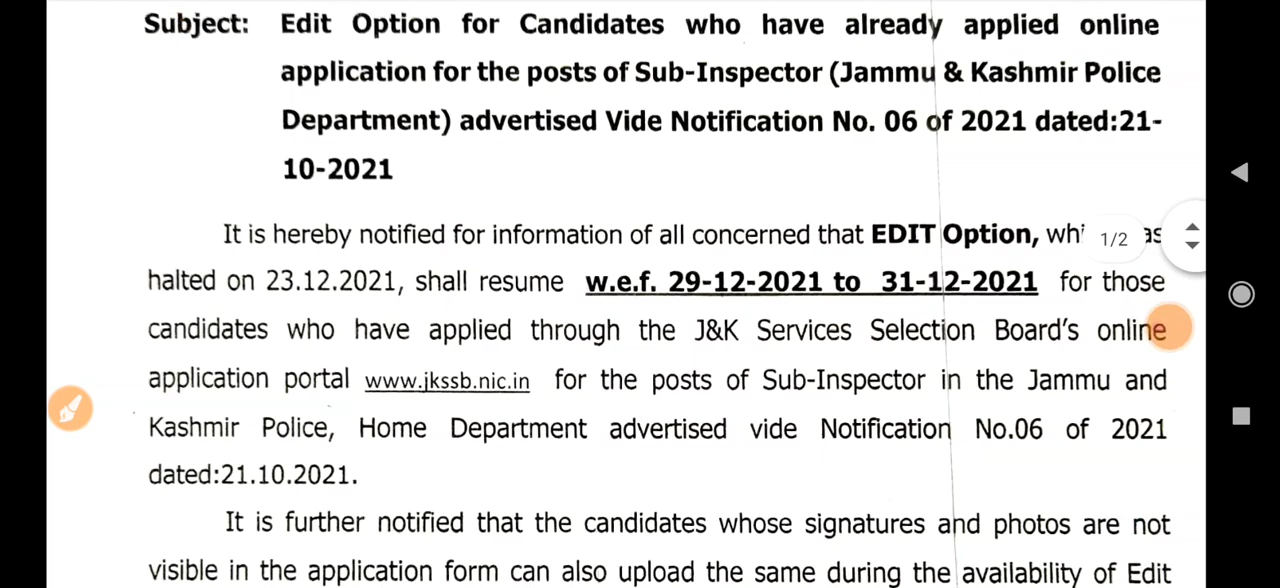 Subject: Edit Option for Candidates who have already applied online
application for the posts of Sub-Inspector (Jammu & Kashmir Police
Department) advertised Vide Notification No. 06 of 2021 dated:21-
10-2021
It is hereby notified for information of all concerned that EDIT Option,
1/2
halted on 23.12.2021, shall resume w.e.f. 29-12-2021 to 31-12-2021 for those
candidates who have applied through the J&K Services Selection Board's online
application portal www.jkssb.nic.in for the posts of Sub-Inspector in the Jammu and
Kashmir Police, Home Department advertised vide Notification No.06 of 2021
dated:21.10.2021.
It is further notified that the candidates whose signatures and photos are not
visible in the application form can also upload the same during the availability of Edit